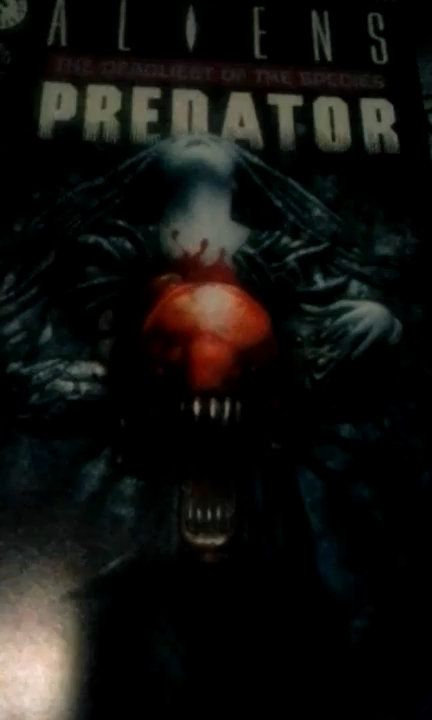 ALIENS
THE DEADLIEST OF THE SPECIES
PREDATOR